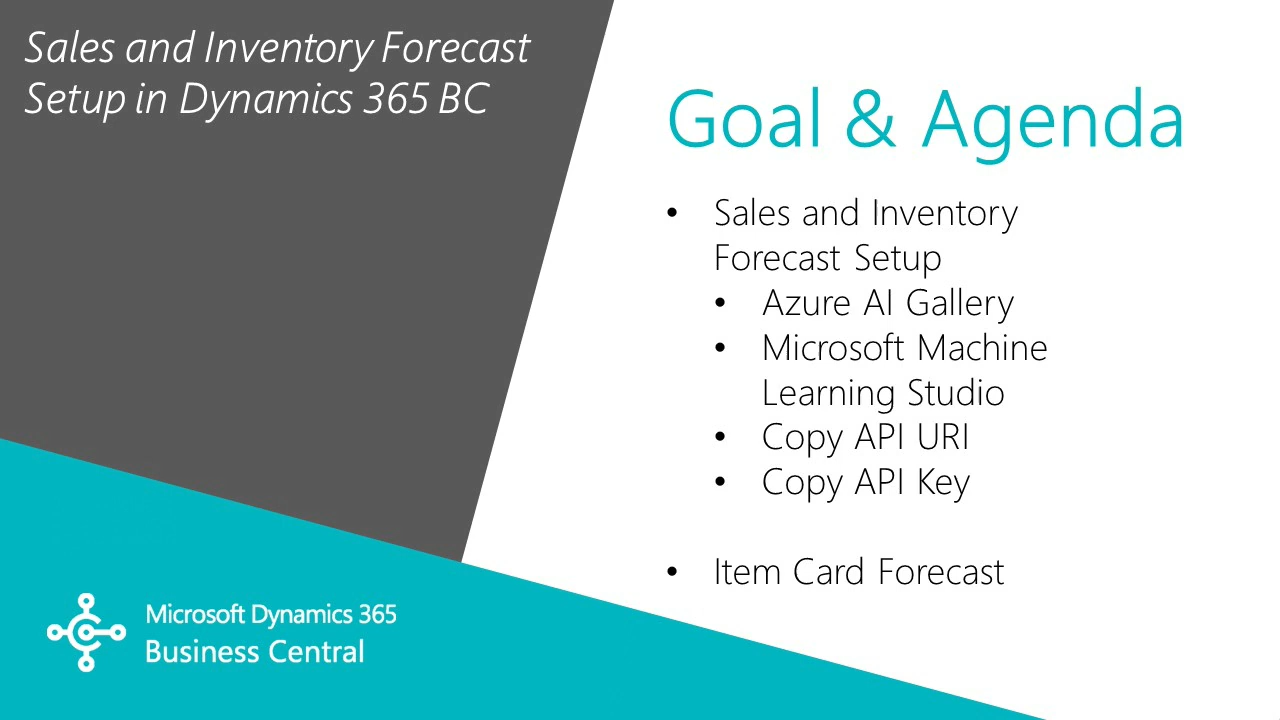 Sales and Inventory Forecast
Setup in Dynamics 365 BC
Goal & Agenda
• Sales and Inventory
Forecast Setup
• Azure AI Gallery
• Microsoft Machine
Learning Studio
• Copy API URI
• Copy API Key
• Item Card Forecast
Microsoft Dynamics 365
Business Central